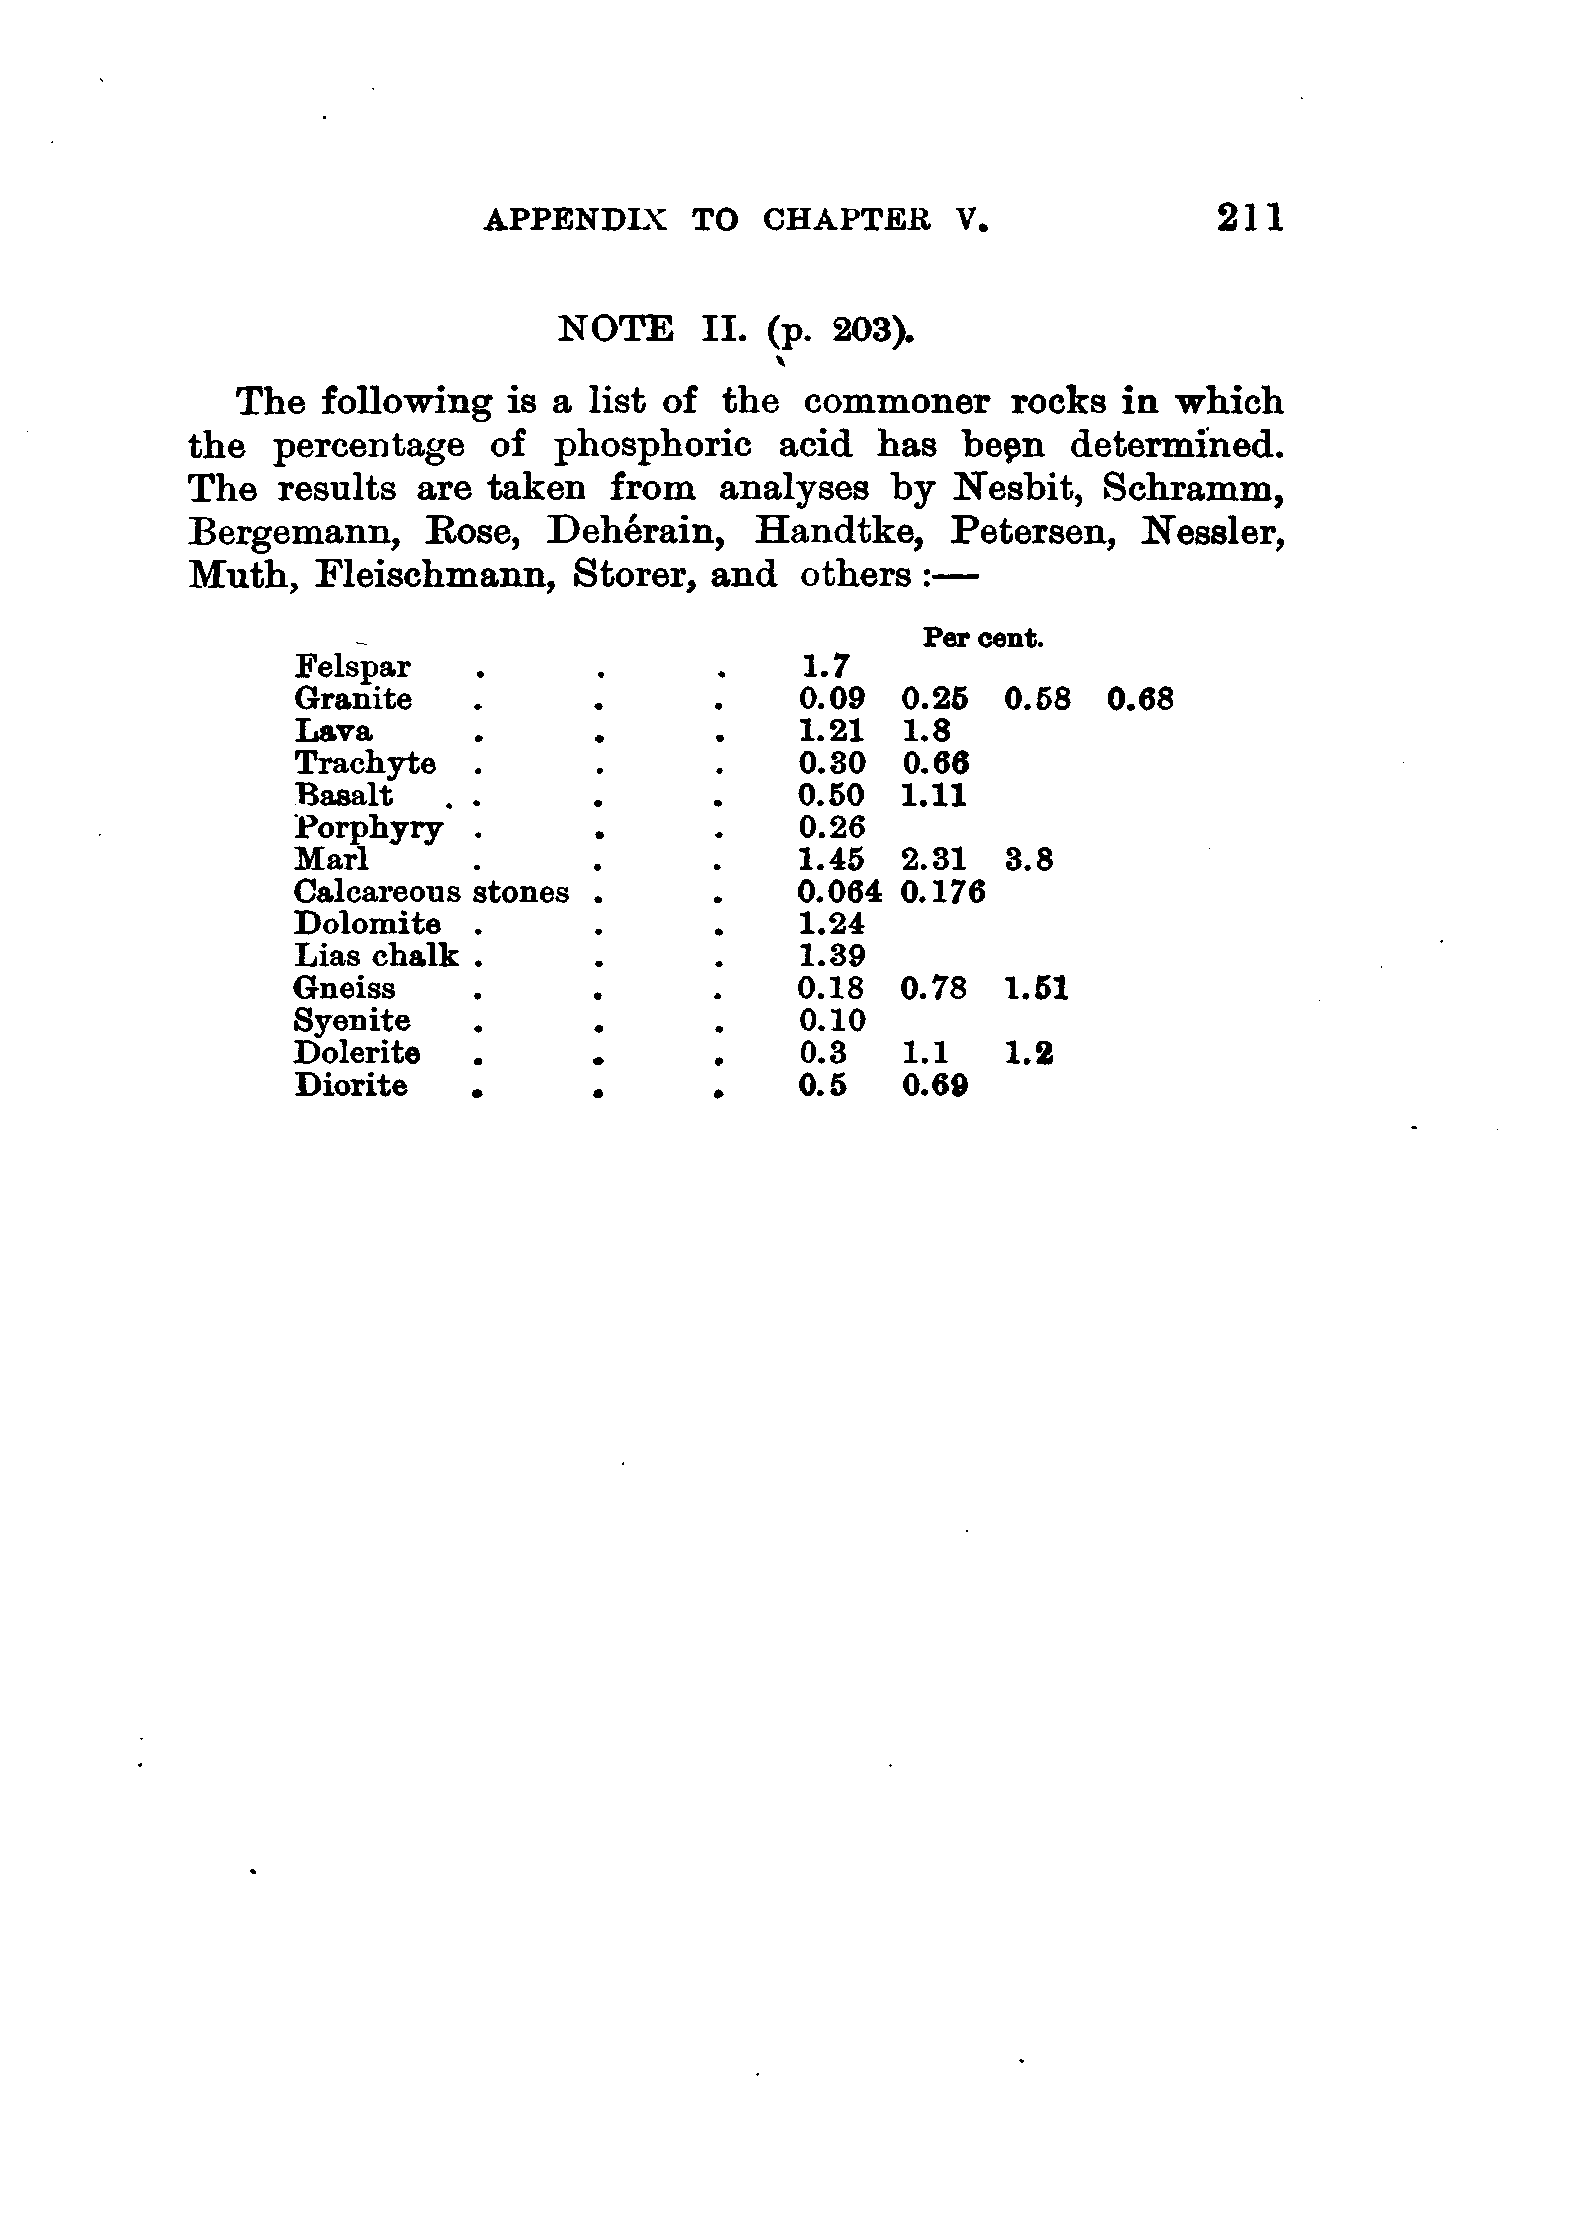 APPENDIX TO CHAPTER V. 211
NOTE II. (p. 203).
The following is a list of the commoner rocks in which
the percentage of phosphoric acid has been determined.
The results are taken from analyses by Nesbit, Schramm,
Bergemann, Rose, Dehérain, Handtke, Petersen, Nessler,
Muth, Fleischmann, Storer, and others :—
Per cent.
Felspar . . . 1.7
Granite . . . 0.09 0.25 0.58 0.68
Lava . . . 1.21 1.8
Trachyte . . . 0.30 0.66
Basalt . . . 0.50 1.11
Porphyry . . . 0.26
Marl . . . 1.45 2.31 3.8
Calcareous stones . . 0.064 0.176
Dolomite . . . 1.24
Lias chalk . . . 1.39
Gneiss . . . 0.18 0.78 1.51
Syenite . . . 0.10
Dolerite . . . 0.3 1.1 1.2
Diorite . . . 0.5 0.69